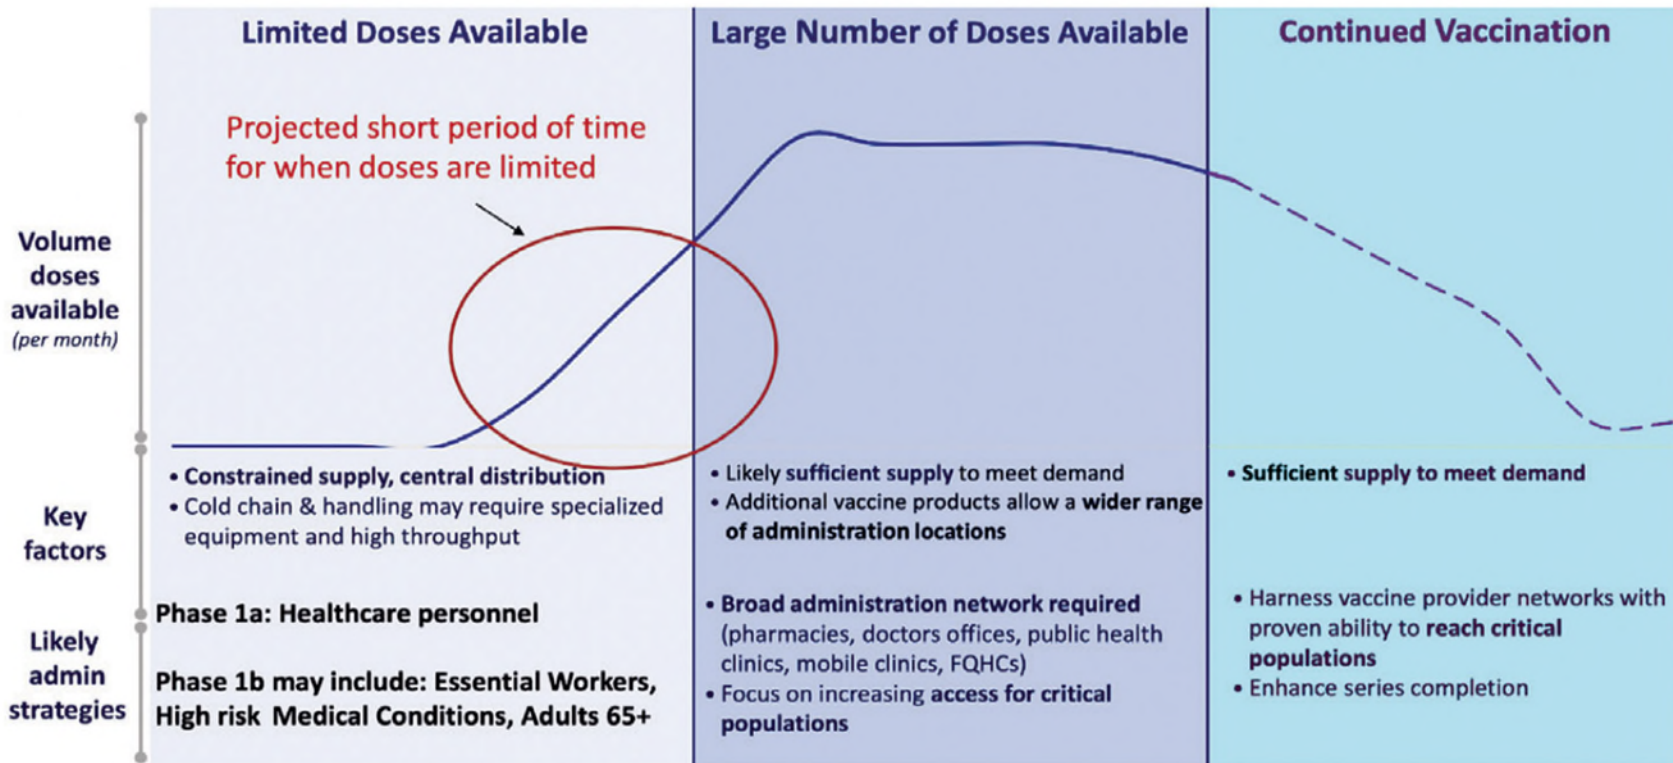 Limited Doses Available
Large Number of Doses Available
Continued Vaccination
Projected short period of time
for when doses are limited
Volume
doses
available
(per month)
Key
factors
• Constrained supply, central distribution
• Cold chain & handling may require specialized
equipment and high throughput
• Likely sufficient supply to meet demand
• Additional vaccine products allow a wider range
of administration locations
• Sufficient supply to meet demand
Likely
admin
strategies
Phase 1a: Healthcare personnel
Phase 1b may include: Essential Workers,
High risk Medical Conditions, Adults 65+
• Broad administration network required
(pharmacies, doctors offices, public health
clinics, mobile clinics, FQHCs)
• Focus on increasing access for critical
populations
• Harness vaccine provider networks with
proven ability to reach critical
populations
• Enhance series completion